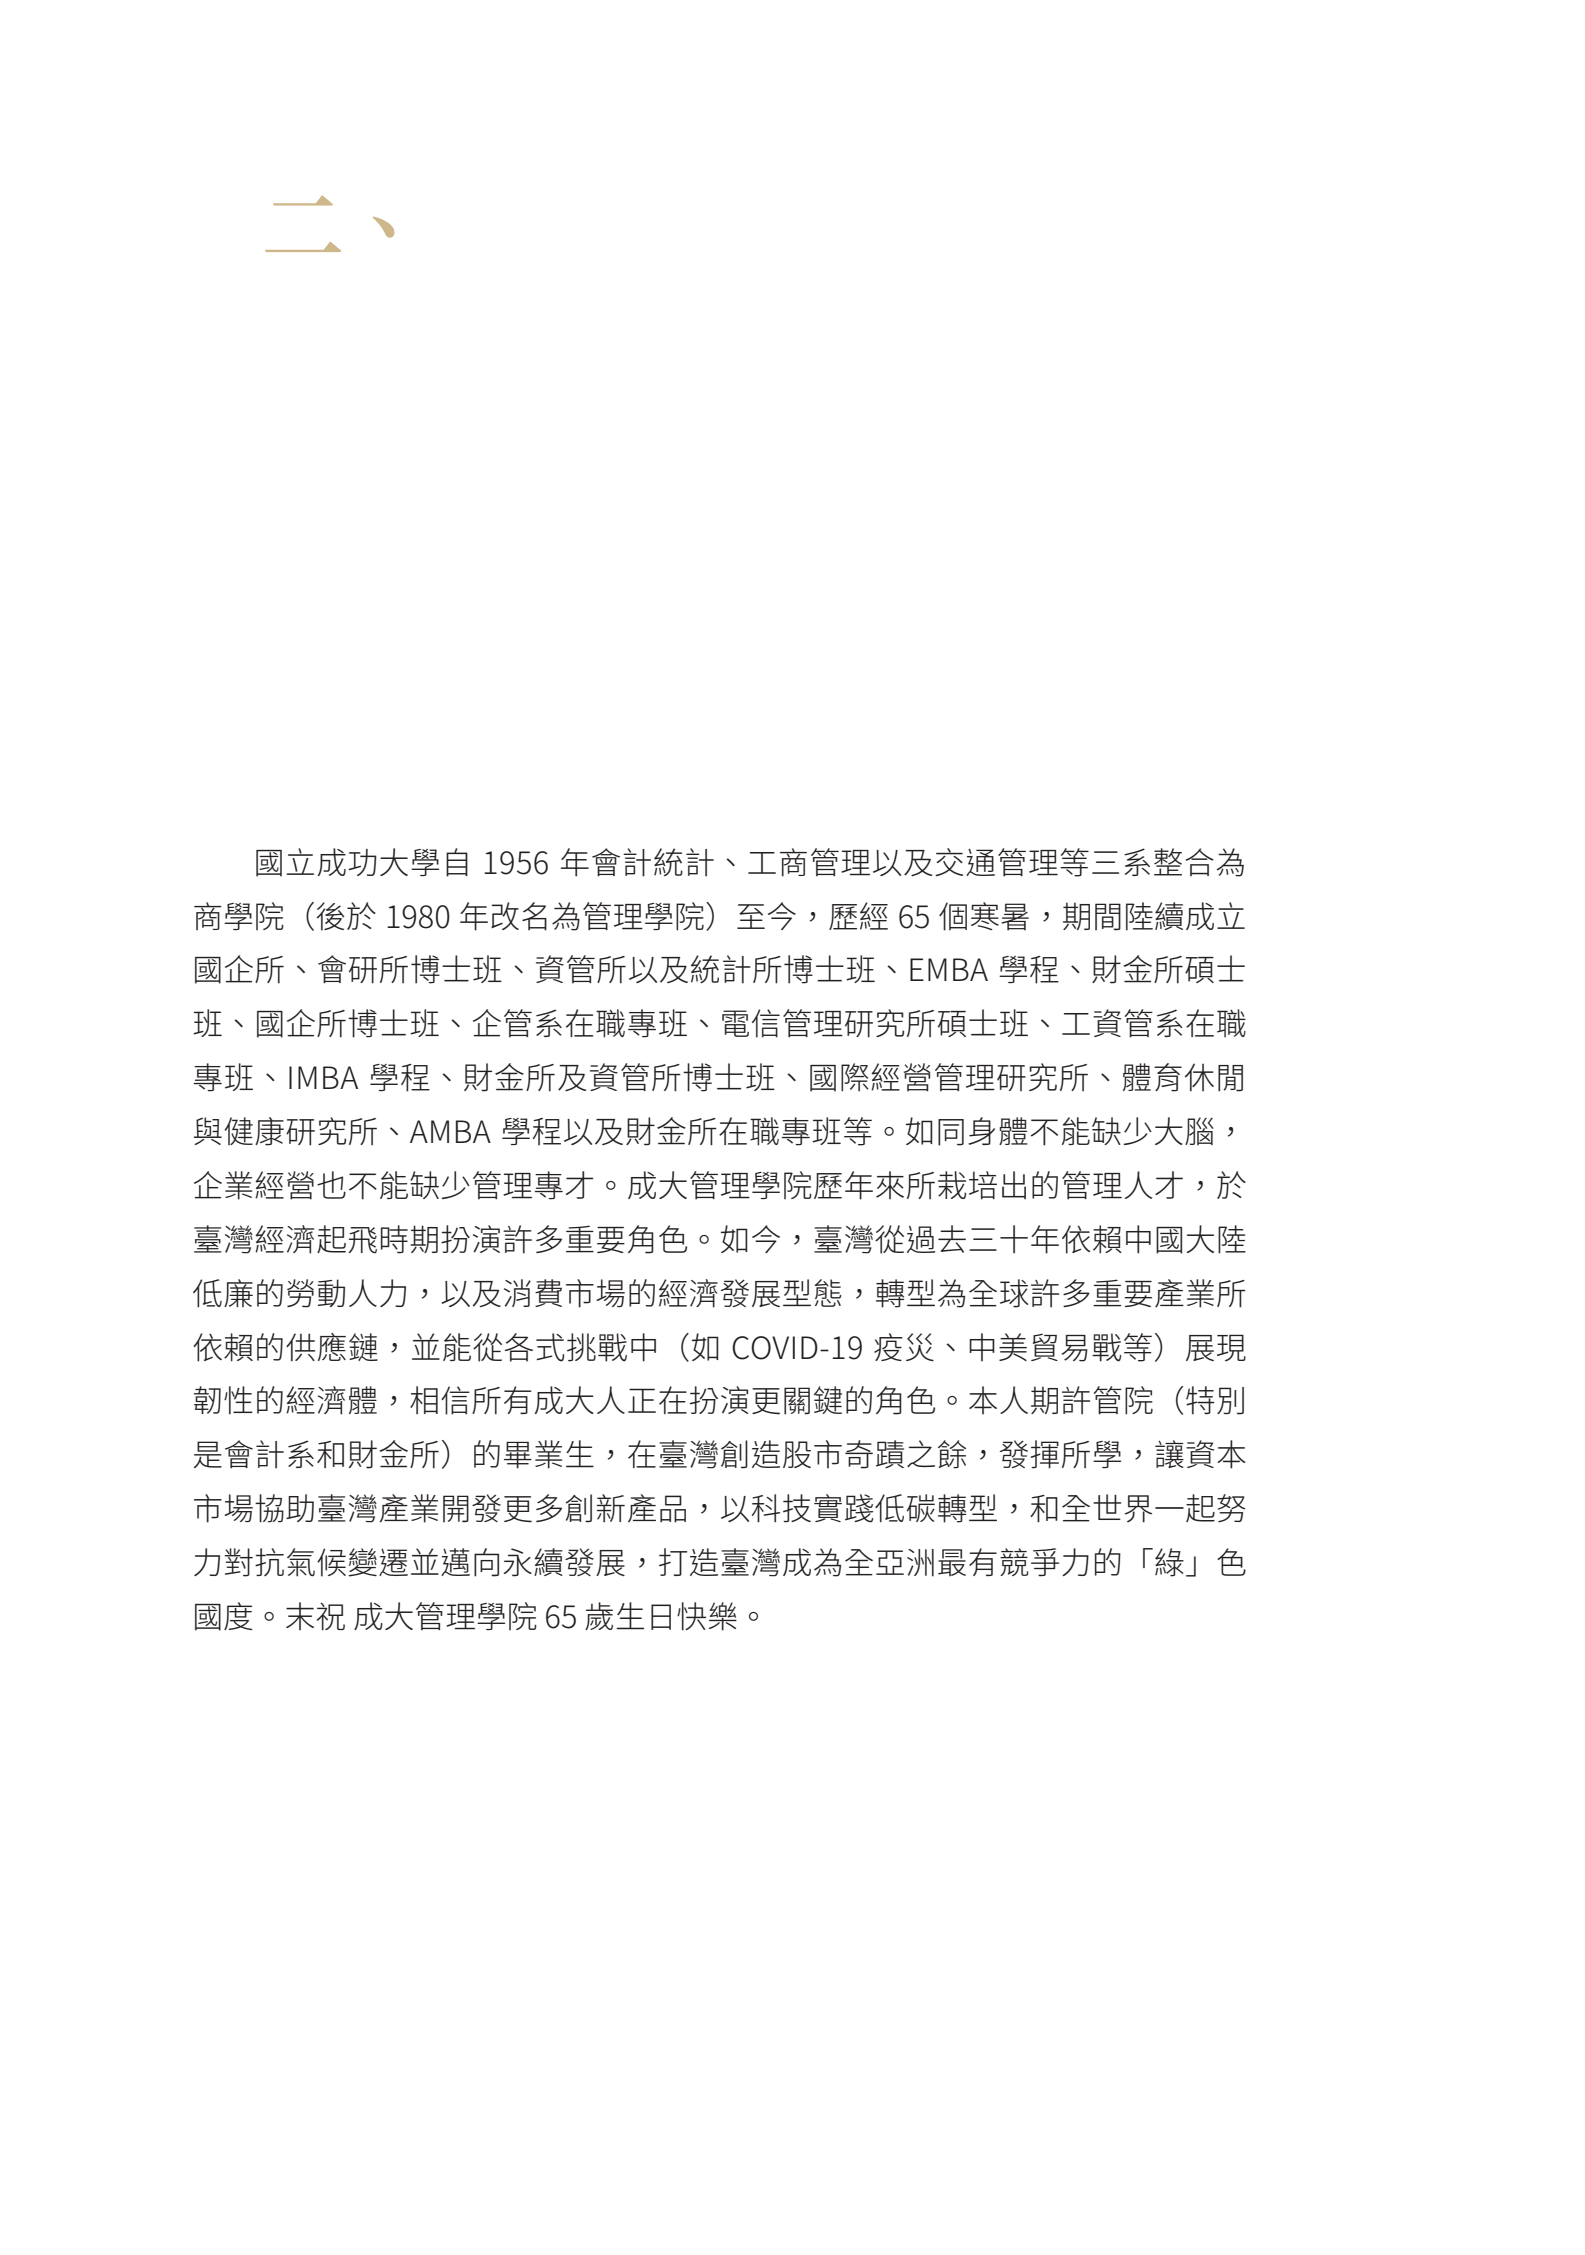 二、
國立成功大學自 1956 年會計統計、工商管理以及交通管理等三系整合為
商學院（後於 1980 年改名為管理學院）至今，歷經 65 個寒暑，期間陸續成立
國企所、會研所博士班、資管所以及統計所博士班、EMBA 學程、財金所碩士
班、國企所博士班、企管系在職專班、電信管理研究所碩士班、工資管系在職
專班、IMBA 學程、財金所及資管所博士班、國際經營管理研究所、體育休閒
與健康研究所、AMBA 學程以及財金所在職專班等。如同身體不能缺少大腦，
企業經營也不能缺少管理專才。成大管理學院歷年來所栽培出的管理人才，於
臺灣經濟起飛時期扮演許多重要角色。如今，臺灣從過去三十年依賴中國大陸
低廉的勞動人力，以及消費市場的經濟發展型態，轉型為全球許多重要產業所
依賴的供應鏈，並能從各式挑戰中（如 COVID-19 疫災、中美貿易戰等）展現
韌性的經濟體，相信所有成大人正在扮演更關鍵的角色。本人期許管院（特別
是會計系和財金所）的畢業生，在臺灣創造股市奇蹟之餘，發揮所學，讓資本
市場協助臺灣產業開發更多創新產品，以科技實踐低碳轉型，和全世界一起努
力對抗氣候變遷並邁向永續發展，打造臺灣成為全亞洲最有競爭力的「綠」色
國度。末祝 成大管理學院 65 歲生日快樂。